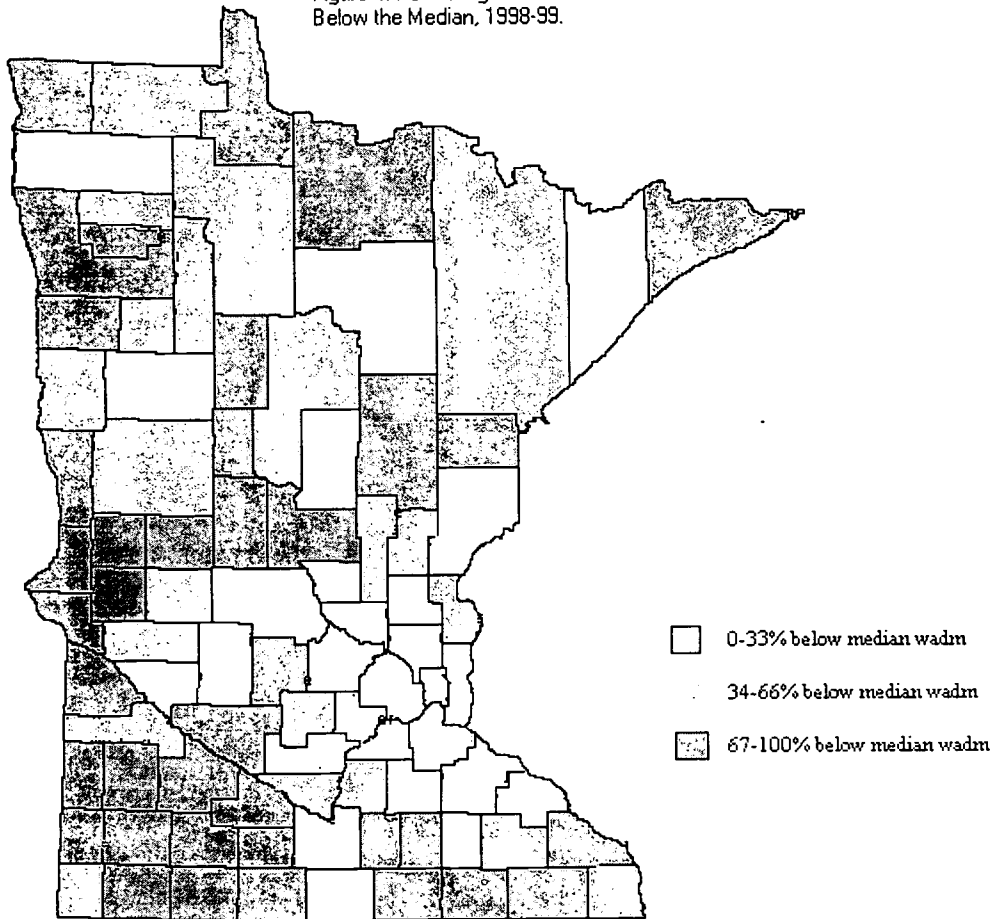 Below the Median, 1998-99.
0-33% below median wadm
34-66% below median wadm
67-100% below median wadm